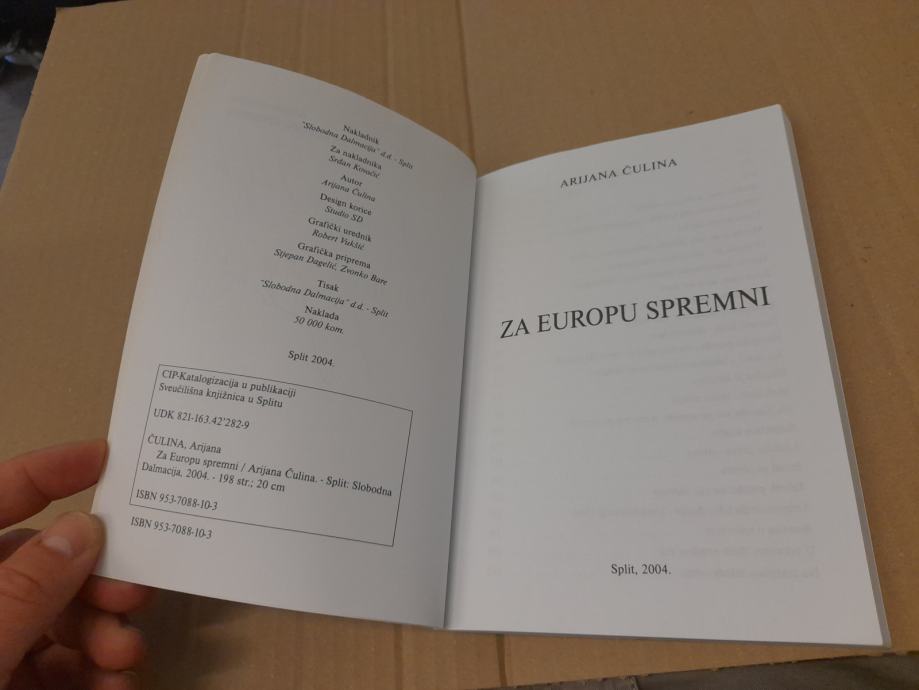 Nakladnik
"Slobodna Dalmacija" d.d. - Split
Za nakladnika
Srđan Kovačić
Autor
Arijana Čulina
Design korice
Studio SD
Grafički urednik
Robert Vukšić
Grafička priprema
Stjepan Dagelić, Zvonko Bare
Tisak
"Slobodna Dalmacija" d.d. - Split
Naklada
50 000 kom.
Split 2004.
CIP-Katalogizacija u publikaciji
Sveučilišna knjižnica u Splitu
UDK 821-163.42'282-9
ČULINA, Arijana
Za Europu spremni / Arijana Čulina. - Split: Slobodna
Dalmacija, 2004. - 198 str.; 20 cm
ISBN 953-7088-10-3
ISBN 953-7088-10-3
ARIJANA ČULINA
ZA EUROPU SPREMNI
Split, 2004.